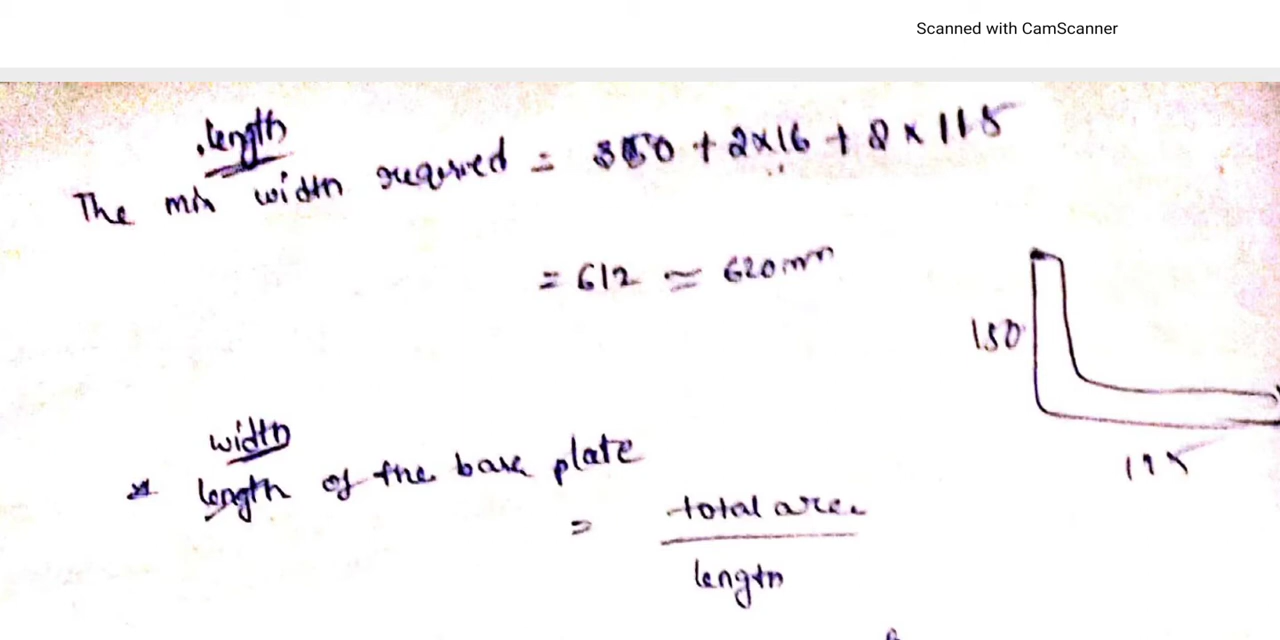 Scanned with CamScanner
length
The min width required = 350 + 2x16 + 2 x 115
= 612 ≃ 620mm
150
width
* length of the base plate
= total area
length
115